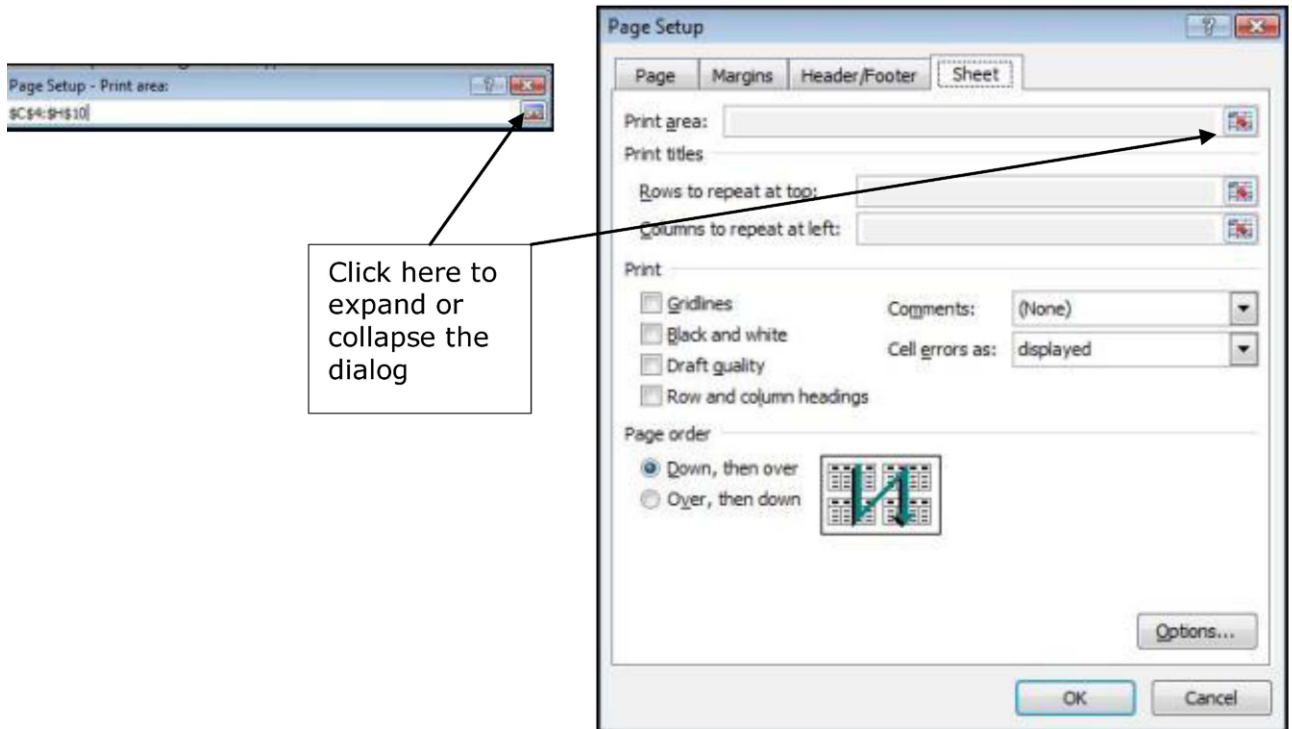 Page Setup - Print area:
$C$4:$H$10
Click here to
expand or
collapse the
dialog
Page Setup
Page Margins Header/Footer Sheet
Print area:
Print titles
Rows to repeat at top:
Columns to repeat at left:
Print
Gridlines
Black and white
Draft quality
Row and column headings
Comments: (None)
Cell errors as: displayed
Page order
Down, then over
Over, then down
Options...
OK Cancel